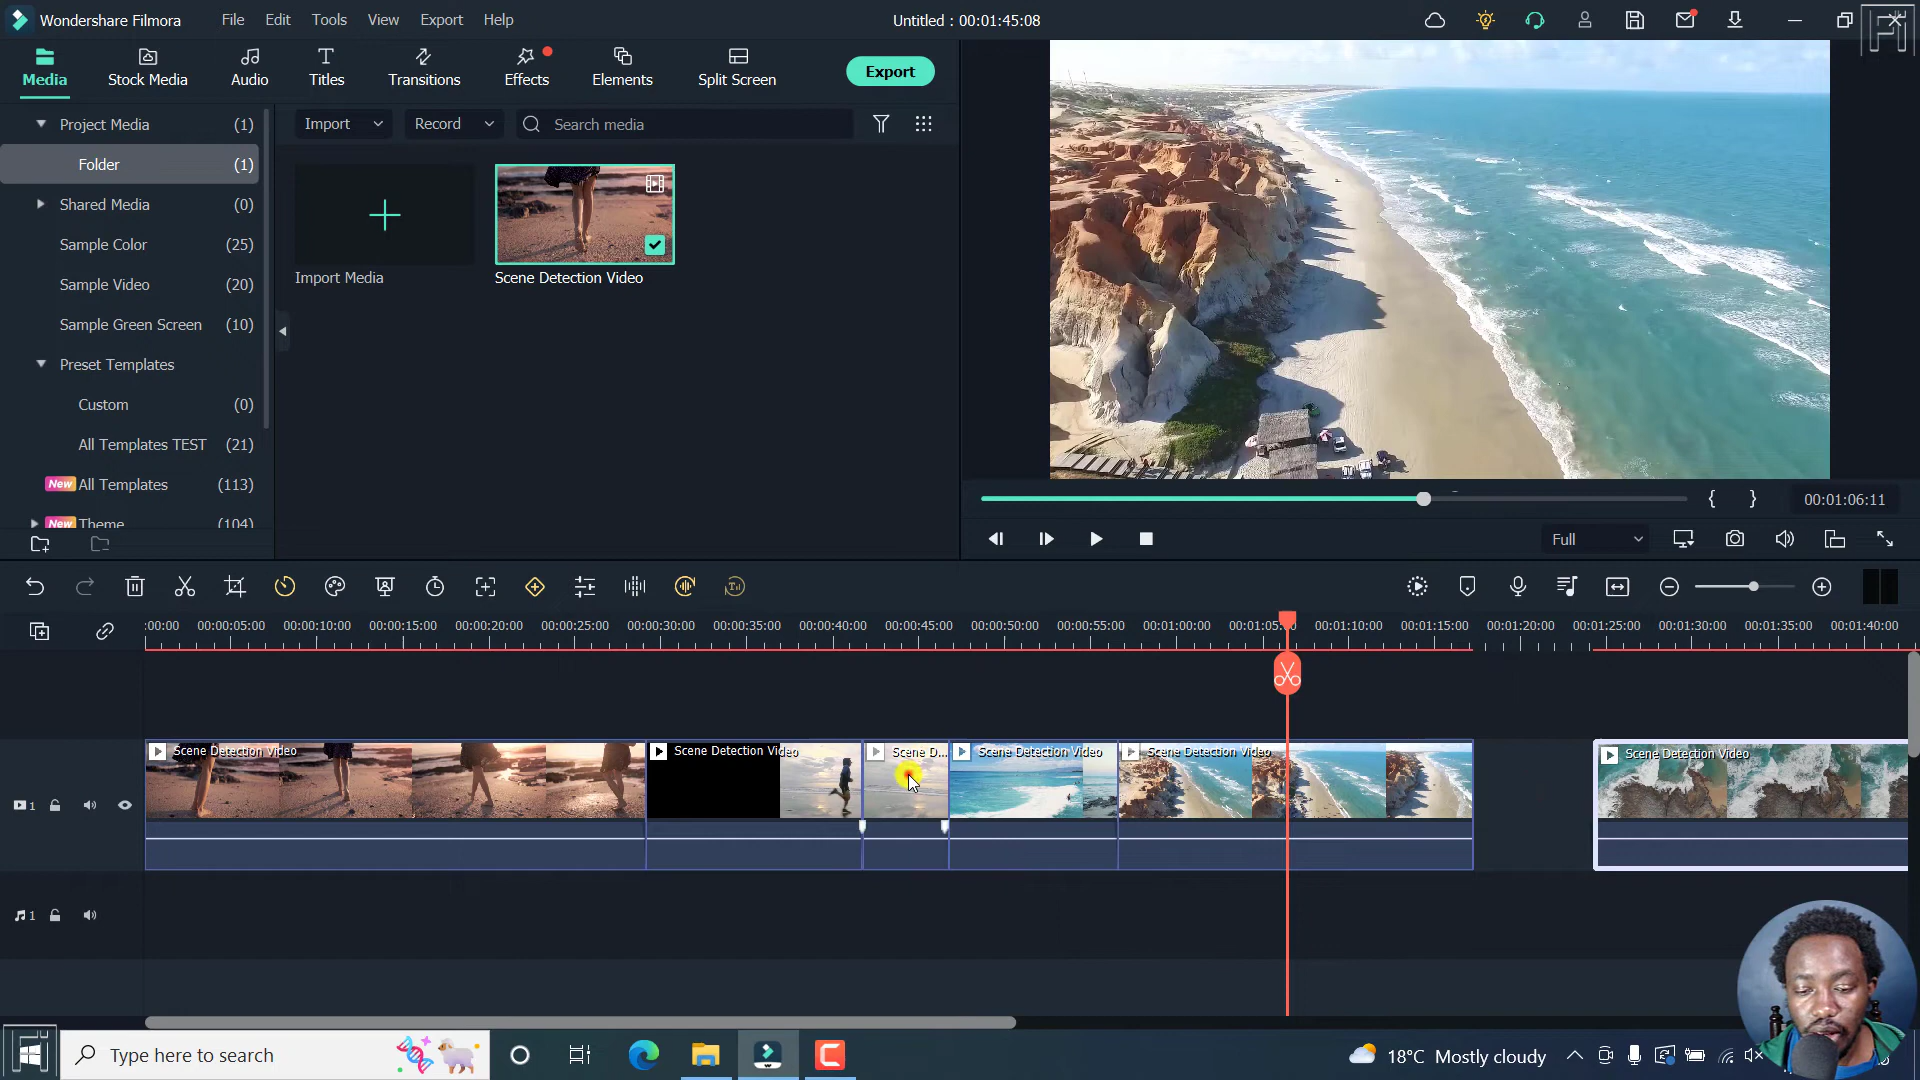 Wondershare Filmora
File
Edit
Tools
View
Export
Help
Untitled : 00:01:45:08
Media
Stock Media
Audio
Titles
Transitions
Effects
Elements
Split Screen
Export
Project Media (1)
Folder (1)
Shared Media (0)
Sample Color (25)
Sample Video (20)
Sample Green Screen (10)
Preset Templates
Custom (0)
All Templates TEST (21)
New All Templates (113)
New Theme (104)
Import
Record
Search media
Import Media
Scene Detection Video
00:01:06:11
Full
:00:00 00:00:05:00 00:00:10:00 00:00:15:00 00:00:20:00 00:00:25:00 00:00:30:00 00:00:35:00 00:00:40:00 00:00:45:00 00:00:50:00 00:00:55:00 00:01:00:00 00:01:05:00 00:01:10:00 00:01:15:00 00:01:20:00 00:01:25:00 00:01:30:00 00:01:35:00 00:01:40:00
Scene Detection Video
Scene Detection Video
Scene D...
Scene Detection Video
Scene Detection Video
Scene Detection Video
1
1
Type here to search
18°C Mostly cloudy